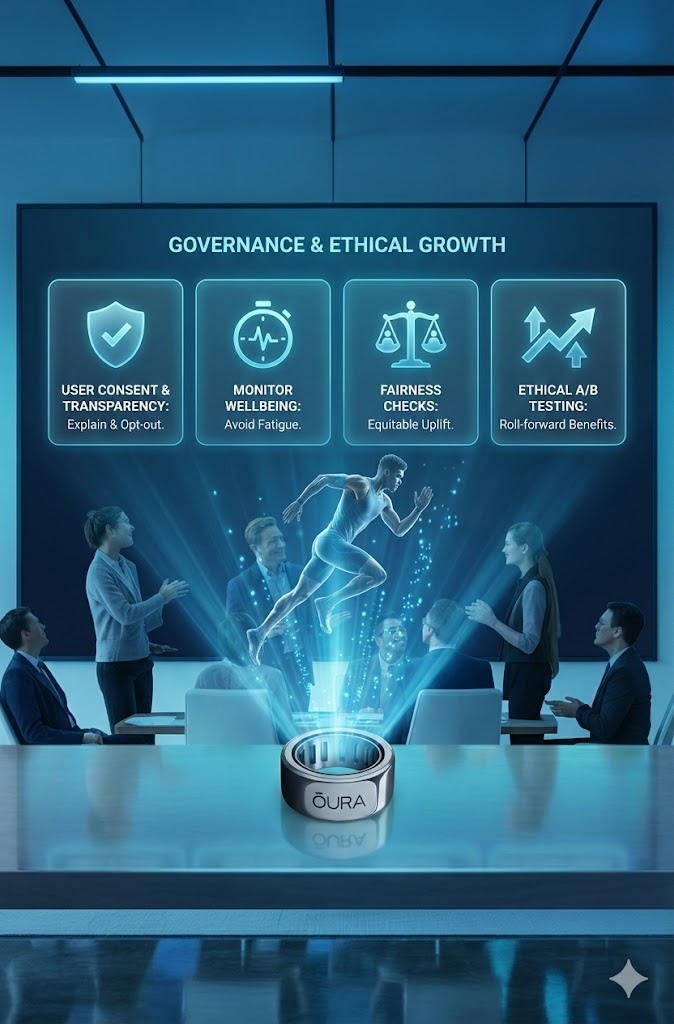 GOVERNANCE & ETHICAL GROWTH
USER CONSENT &
TRANSPARENCY:
Explain & Opt-out.
MONITOR
WELLBEING:
Avoid Fatigue.
FAIRNESS
CHECKS:
Equitable Uplift.
ETHICAL A/B
TESTING:
Roll-forward Benefits.
ŌURA